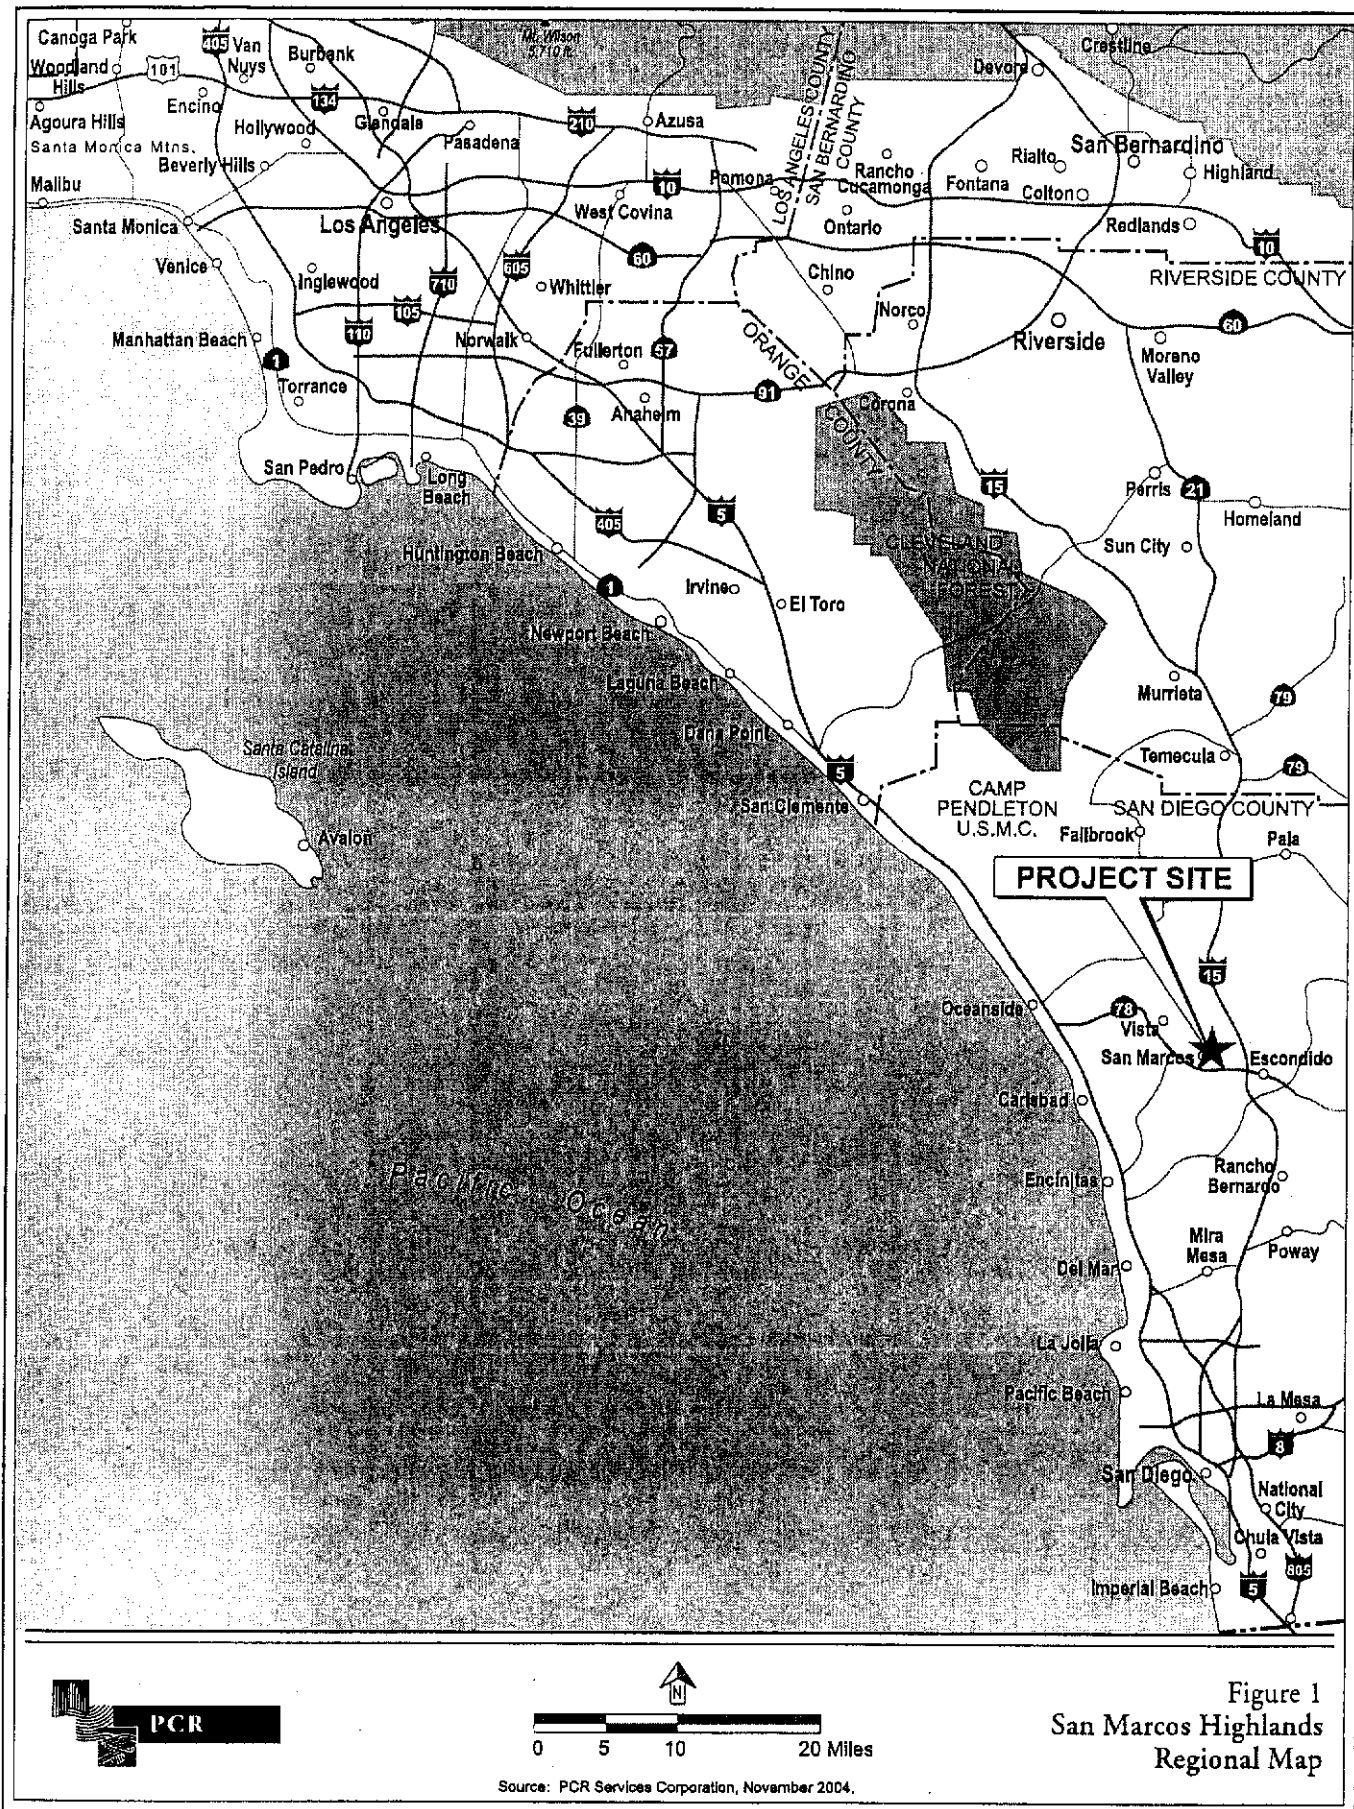 Canoga Park
405
Van
Nuys
Burbank
Mt. Wilson
5,710 ft.
LOS ANGELES COUNTY
SAN BERNARDINO
COUNTY
Crestline
Devore
Woodland
Hills
101
Encino
134
Agoura Hills
Hollywood
Glendale
210
Azusa
Pasadena
Santa Monica Mtns.
Beverly Hills
San Bernardino
Rialto
Highland
Malibu
10
Pomona
Rancho
Cucamonga
Fontana
Colton
West Covina
Santa Monica
Los Angeles
Ontario
Redlands
10
Venice
60
605
Inglewood
710
Whittier
Chino
RIVERSIDE COUNTY
105
Norco
60
Manhattan Beach
110
Norwalk
Riverside
Fullerton
57
ORANGE
COUNTY
Moreno
Valley
1
Torrance
91
Corona
39
Anaheim
San Pedro
Long
Beach
15
Perris
21
Homeland
405
5
Huntington Beach
CLEVELAND
NATIONAL
FOREST
Sun City
1
Irvine
El Toro
Newport Beach
Laguna Beach
Murrieta
79
Dana Point
Santa Catalina
Island
Temecula
79
5
San Clemente
CAMP
PENDLETON
U.S.M.C.
SAN DIEGO COUNTY
Fallbrook
Pala
Avalon
PROJECT SITE
15
Oceanside
78
Vista
San Marcos
Escondido
Carlsbad
Pacific Ocean
Encinitas
Rancho
Bernardo
Mira
Mesa
Poway
Del Mar
La Jolla
Pacific Beach
La Mesa
8
San Diego
National
City
Chula Vista
805
Imperial Beach
5
PCR
N
0 5 10 20 Miles
Source: PCR Services Corporation, November 2004.
Figure 1
San Marcos Highlands
Regional Map